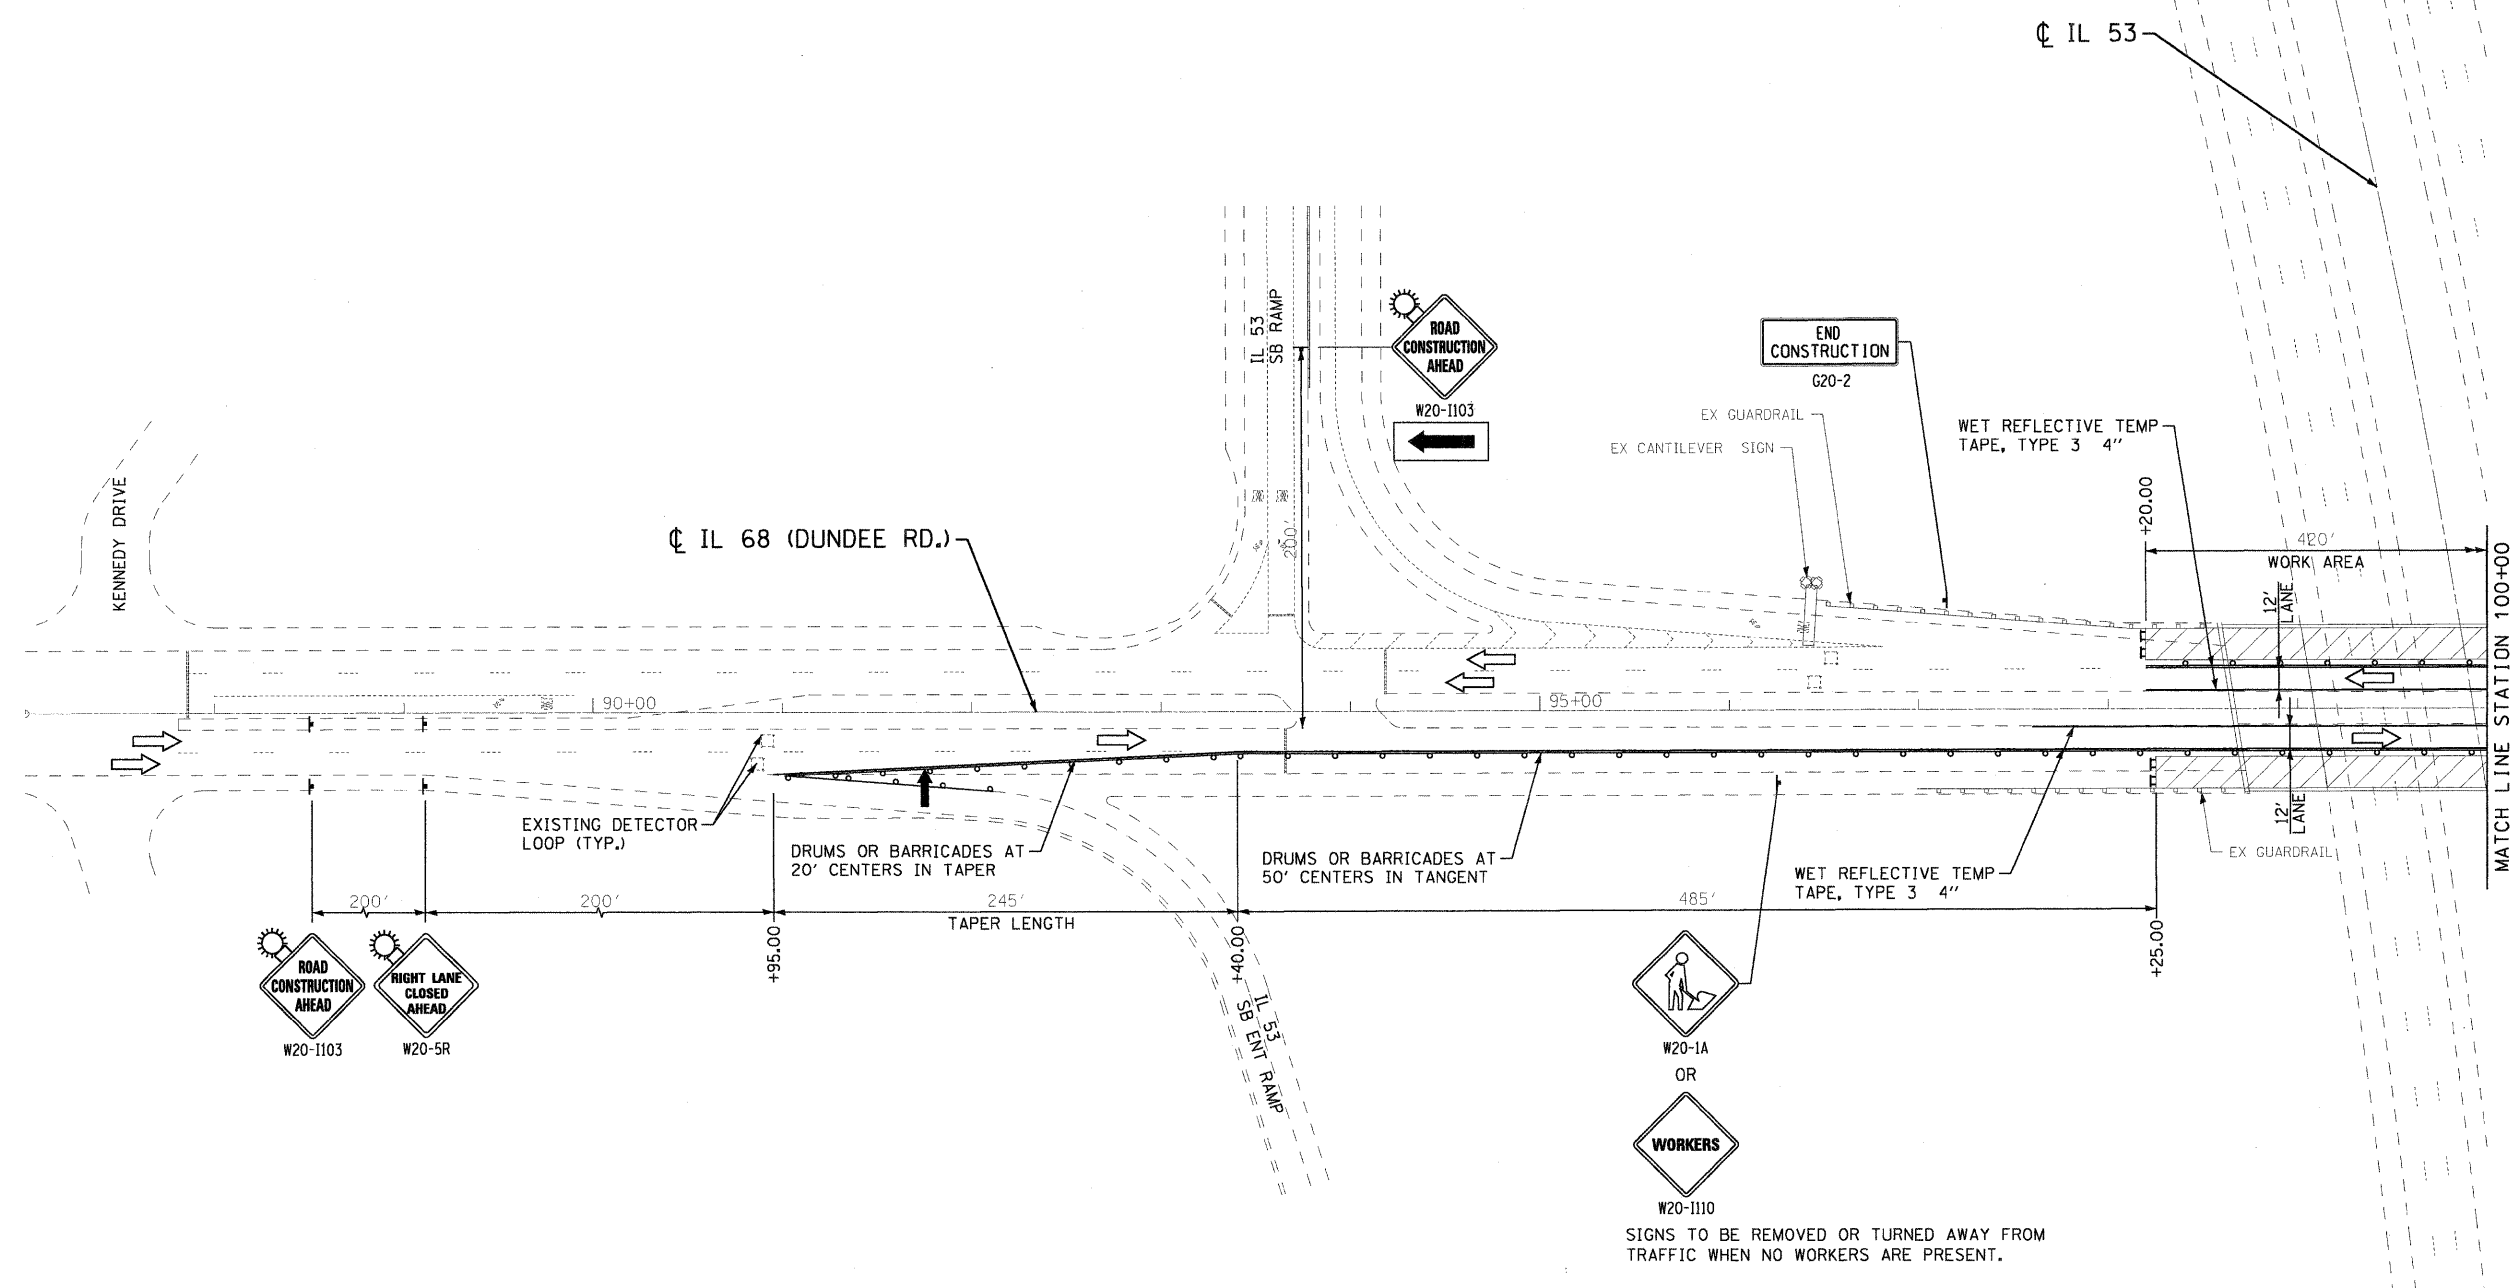 ℄ IL 53
IL 53
SB RAMP
ROAD
CONSTRUCTION
AHEAD
W20-I103
END
CONSTRUCTION
G20-2
EX GUARDRAIL
EX CANTILEVER SIGN
WET REFLECTIVE TEMP
TAPE, TYPE 3 4"
KENNEDY DRIVE
℄ IL 68 (DUNDEE RD.)
200'
+20.00
420'
WORK AREA
12'
LANE
MATCH LINE STATION 100+00
90+00
95+00
EXISTING DETECTOR
LOOP (TYP.)
DRUMS OR BARRICADES AT
20' CENTERS IN TAPER
DRUMS OR BARRICADES AT
50' CENTERS IN TANGENT
WET REFLECTIVE TEMP
TAPE, TYPE 3 4"
12'
LANE
EX GUARDRAIL
200'
200'
245'
TAPER LENGTH
485'
+95.00
+40.00
+25.00
ROAD
CONSTRUCTION
AHEAD
W20-I103
RIGHT LANE
CLOSED
AHEAD
W20-5R
IL 53
SB ENT RAMP
W20-1A
OR
WORKERS
W20-I110
SIGNS TO BE REMOVED OR TURNED AWAY FROM
TRAFFIC WHEN NO WORKERS ARE PRESENT.